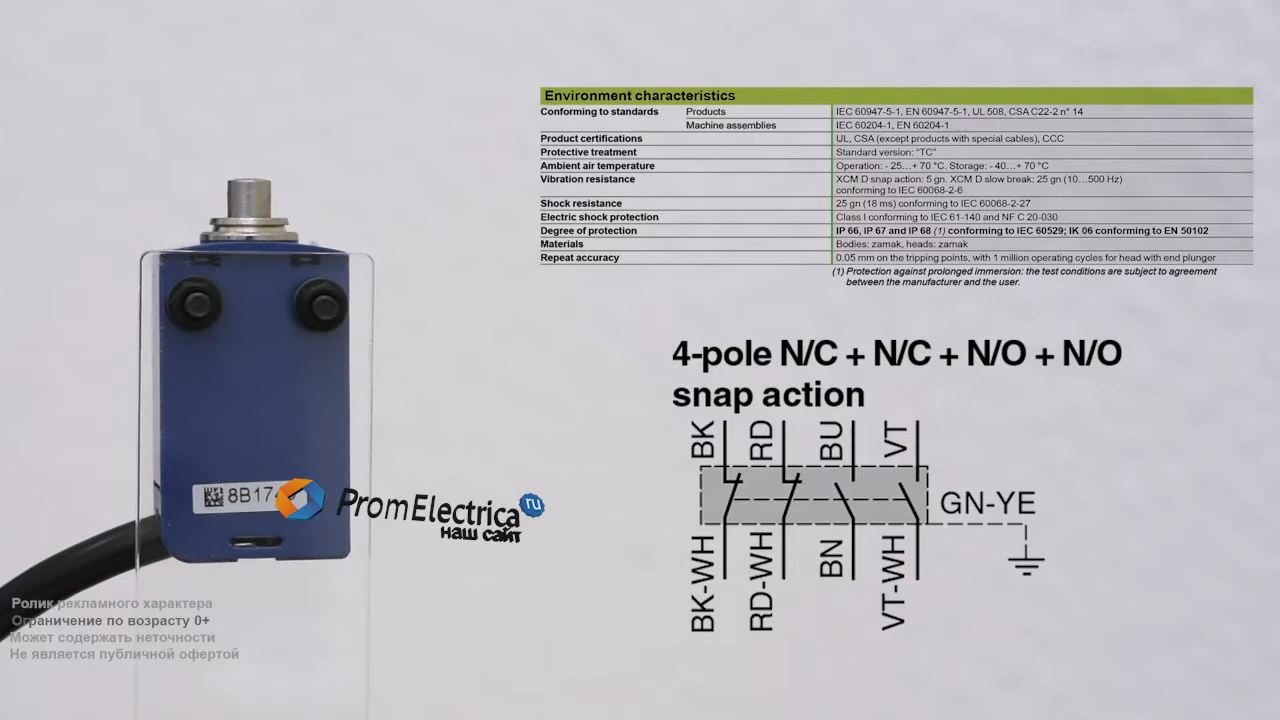 Environment characteristics
Conforming to standards Products IEC 60947-5-1, EN 60947-5-1, UL 508, CSA C22-2 n° 14
Machine assemblies IEC 60204-1, EN 60204-1
Product certifications UL, CSA (except products with special cables), CCC
Protective treatment Standard version: "TC"
Ambient air temperature Operation: - 25…+ 70 °C. Storage: - 40…+ 70 °C
Vibration resistance XCM D snap action: 5 gn. XCM D slow break: 25 gn (10…500 Hz)
conforming to IEC 60068-2-6
Shock resistance 25 gn (18 ms) conforming to IEC 60068-2-27
Electric shock protection Class I conforming to IEC 61-140 and NF C 20-030
Degree of protection IP 66, IP 67 and IP 68 (1) conforming to IEC 60529; IK 06 conforming to EN 50102
Materials Bodies: zamak, heads: zamak
Repeat accuracy 0.05 mm on the tripping points, with 1 million operating cycles for head with end plunger
(1) Protection against prolonged immersion: the test conditions are subject to agreement
between the manufacturer and the user.
4-pole N/C + N/C + N/O + N/O
snap action
BK RD BU VT
GN-YE
BK-WH RD-WH BN VT-WH
8B174
PromElectrica ru
наш сайт
Ролик рекламного характера
Ограничение по возрасту 0+
Может содержать неточности
Не является публичной офертой